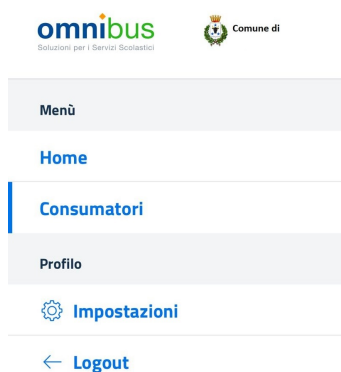 omnibus
Soluzioni per i Servizi Scolastici
Comune di
Menù
Home
Consumatori
Profilo
Impostazioni
Logout